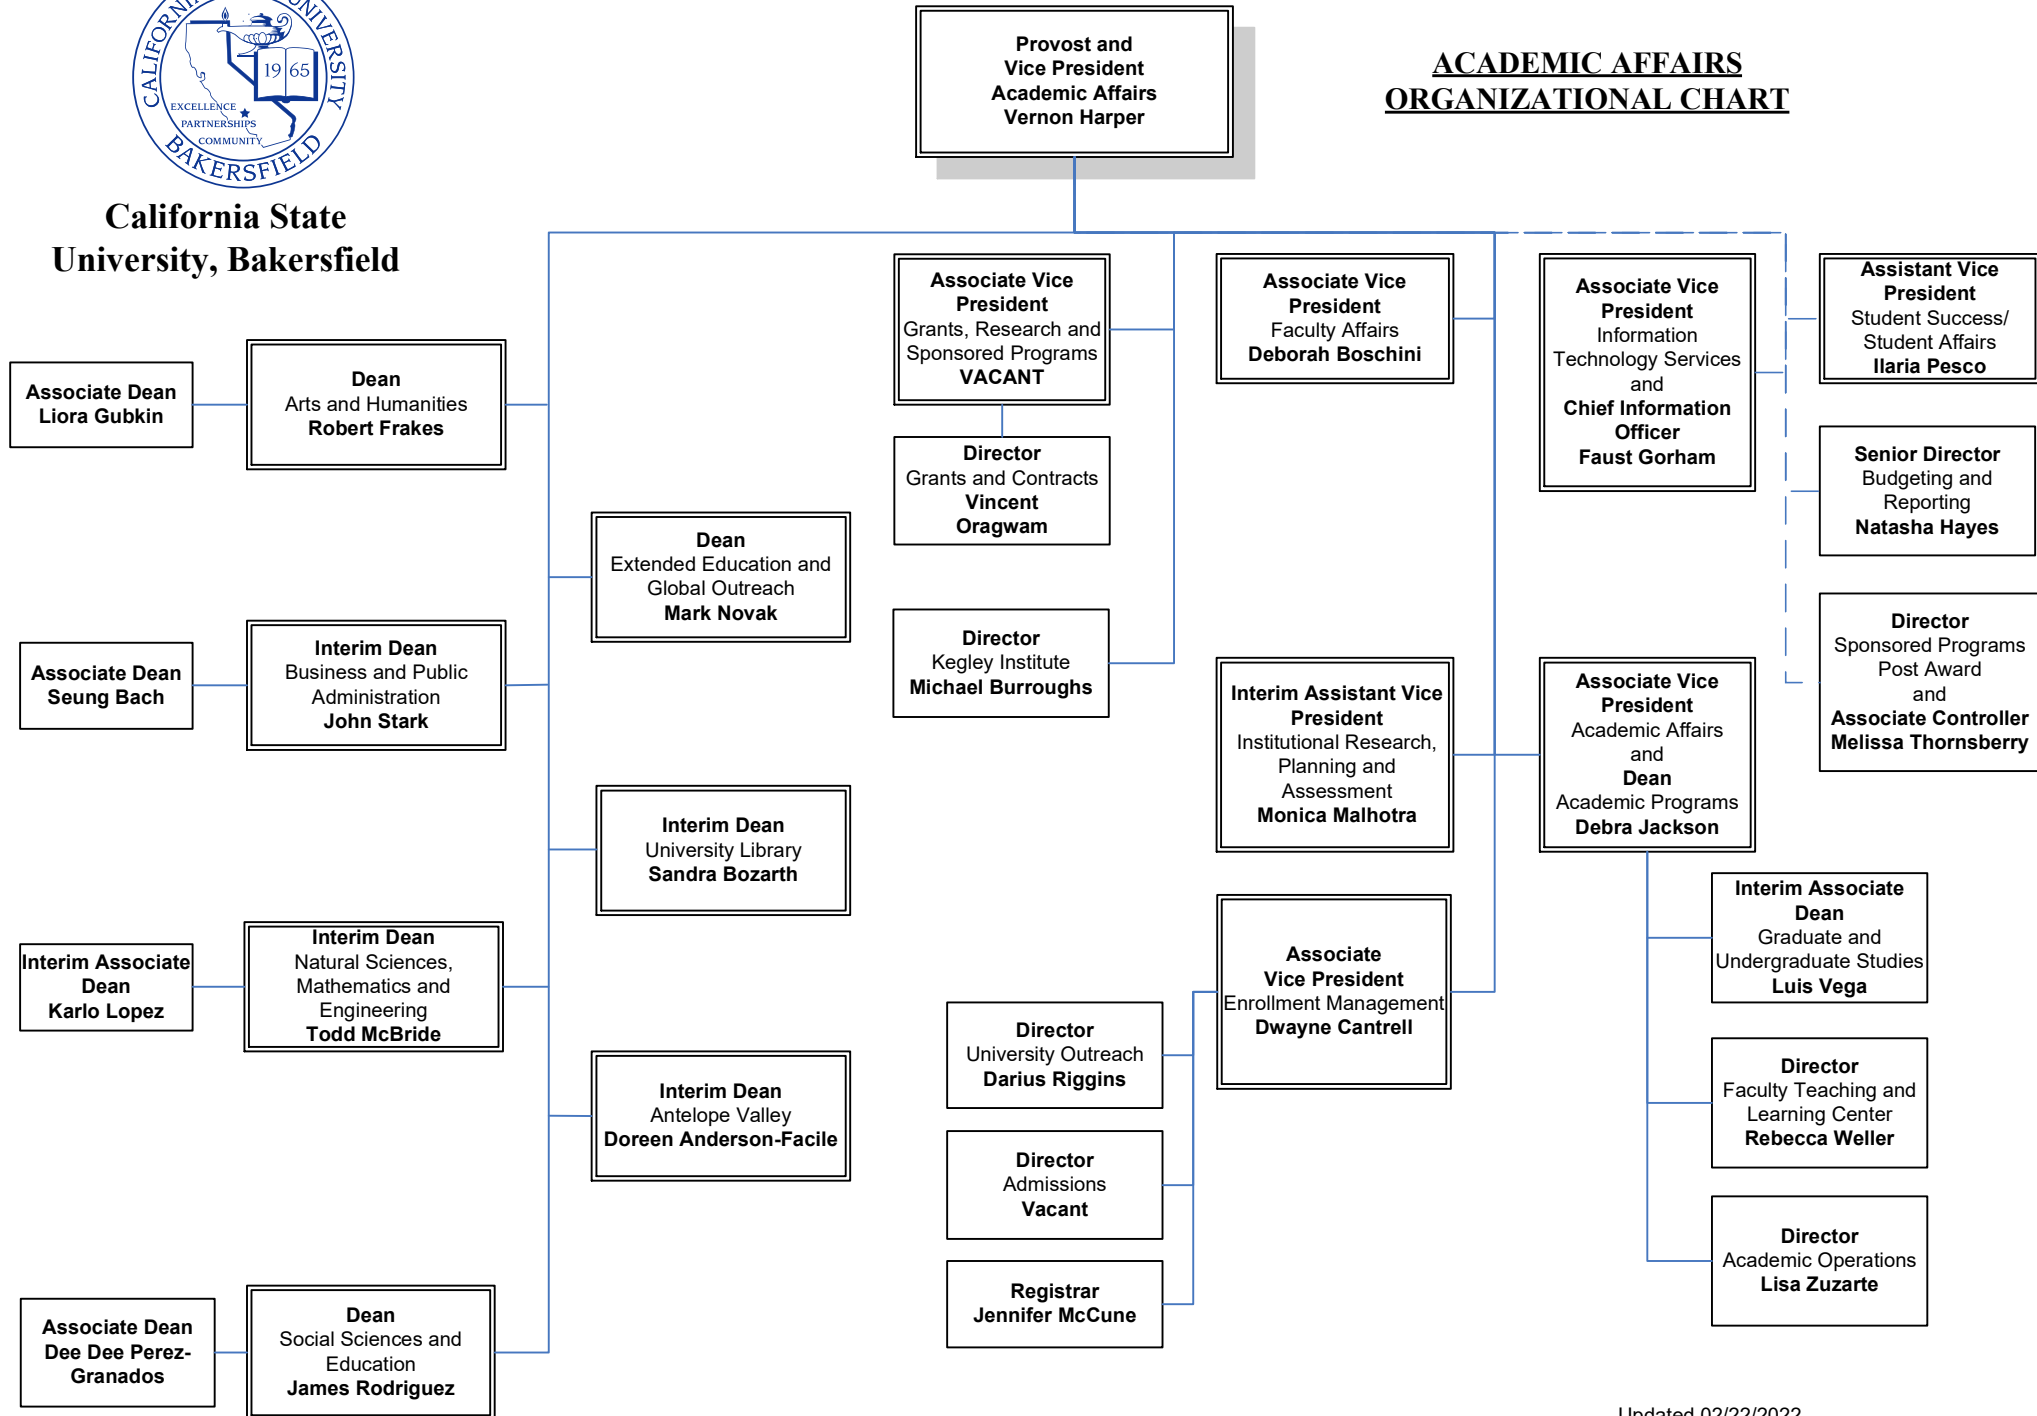 CALIFORNIA
UNIVERSITY
19 65
EXCELLENCE
PARTNERSHIPS
COMMUNITY
BAKERSFIELD
California State
University, Bakersfield
Provost and
Vice President
Academic Affairs
Vernon Harper
ACADEMIC AFFAIRS
ORGANIZATIONAL CHART
Associate Dean
Liora Gubkin
Dean
Arts and Humanities
Robert Frakes
Associate Dean
Seung Bach
Interim Dean
Business and Public
Administration
John Stark
Interim Associate
Dean
Karlo Lopez
Interim Dean
Natural Sciences,
Mathematics and
Engineering
Todd McBride
Associate Dean
Dee Dee Perez-
Granados
Dean
Social Sciences and
Education
James Rodriguez
Dean
Extended Education and
Global Outreach
Mark Novak
Interim Dean
University Library
Sandra Bozarth
Interim Dean
Antelope Valley
Doreen Anderson-Facile
Associate Vice
President
Grants, Research and
Sponsored Programs
VACANT
Director
Grants and Contracts
Vincent
Oragwam
Director
Kegley Institute
Michael Burroughs
Associate Vice
President
Faculty Affairs
Deborah Boschini
Interim Assistant Vice
President
Institutional Research,
Planning and
Assessment
Monica Malhotra
Associate
Vice President
Enrollment Management
Dwayne Cantrell
Director
University Outreach
Darius Riggins
Director
Admissions
Vacant
Registrar
Jennifer McCune
Associate Vice
President
Information
Technology Services
and
Chief Information
Officer
Faust Gorham
Associate Vice
President
Academic Affairs
and
Dean
Academic Programs
Debra Jackson
Interim Associate
Dean
Graduate and
Undergraduate Studies
Luis Vega
Director
Faculty Teaching and
Learning Center
Rebecca Weller
Director
Academic Operations
Lisa Zuzarte
Assistant Vice
President
Student Success/
Student Affairs
Ilaria Pesco
Senior Director
Budgeting and
Reporting
Natasha Hayes
Director
Sponsored Programs
Post Award
and
Associate Controller
Melissa Thornsberry
Updated 02/22/2022